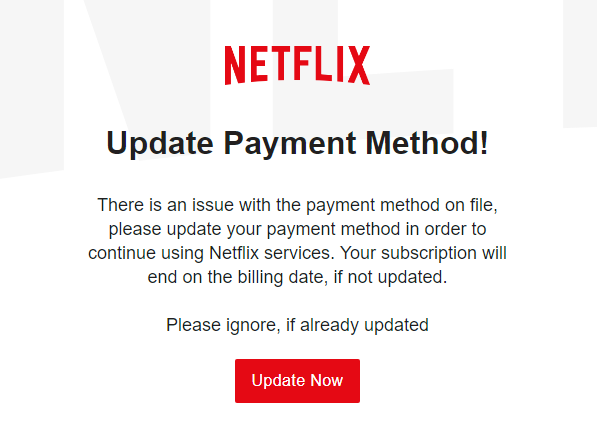 NETFLIX
Update Payment Method!
There is an issue with the payment method on file,
please update your payment method in order to
continue using Netflix services. Your subscription will
end on the billing date, if not updated.
Please ignore, if already updated
Update Now